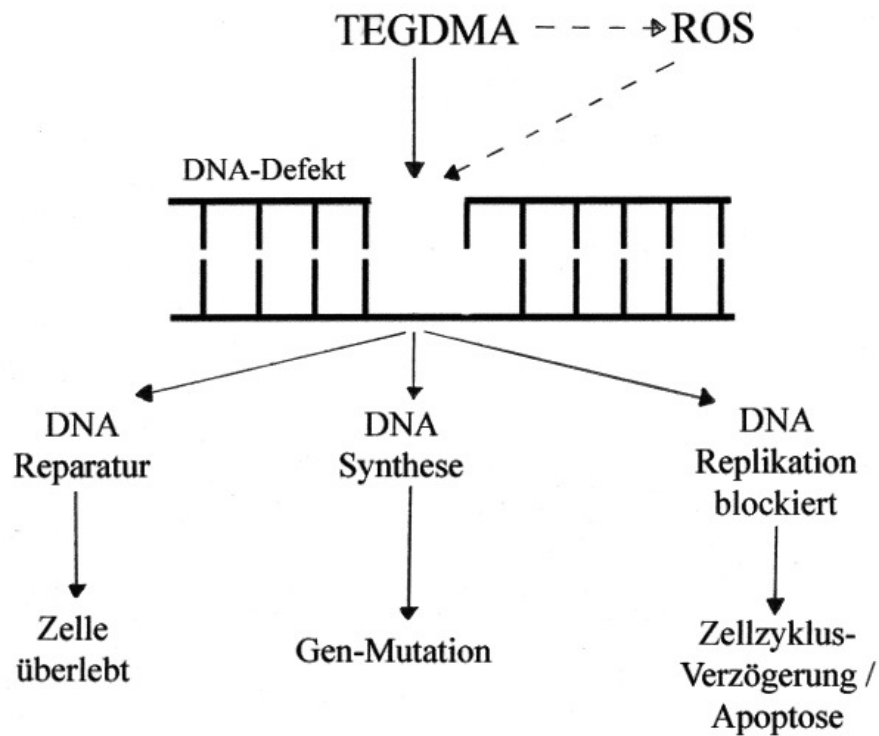 TEGDMA
ROS
DNA-Defekt
DNA
Reparatur
DNA
Synthese
DNA
Replikation
blockiert
Zelle
überlebt
Gen-Mutation
Zellzyklus-
Verzögerung /
Apoptose